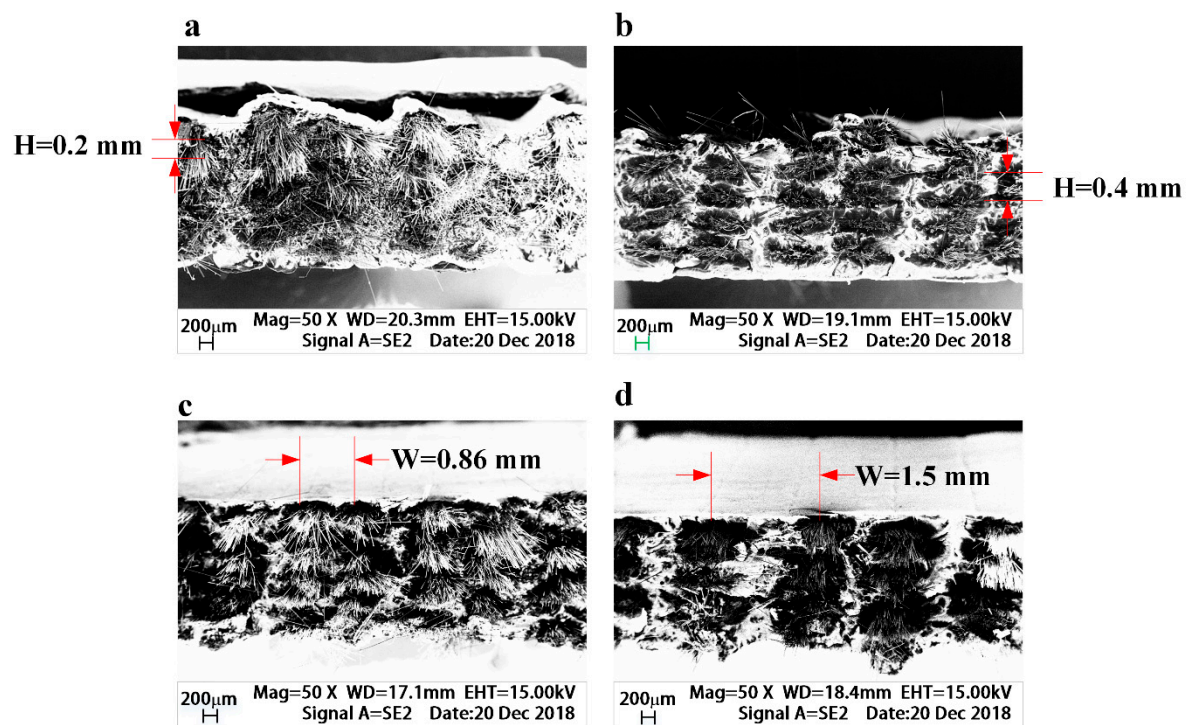 a
b
H=0.2 mm
H=0.4 mm
200μm
Mag=50 X WD=20.3mm EHT=15.00kV
Signal A=SE2 Date:20 Dec 2018
200μm
Mag=50 X WD=19.1mm EHT=15.00kV
Signal A=SE2 Date:20 Dec 2018
c
d
W=0.86 mm
W=1.5 mm
200μm
Mag=50 X WD=17.1mm EHT=15.00kV
Signal A=SE2 Date:20 Dec 2018
200μm
Mag=50 X WD=18.4mm EHT=15.00kV
Signal A=SE2 Date:20 Dec 2018